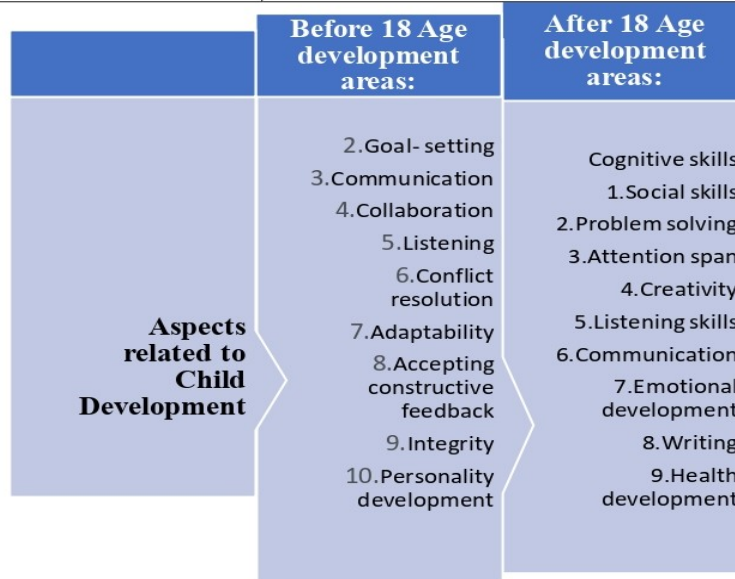 Before 18 Age
development
areas:
After 18 Age
development
areas:
Aspects
related to
Child
Development
2.Goal- setting
3.Communication
4.Collaboration
5.Listening
6.Conflict
resolution
7.Adaptability
8.Accepting
constructive
feedback
9.Integrity
10.Personality
development
Cognitive skills
1.Social skills
2.Problem solving
3.Attention span
4.Creativity
5.Listening skills
6.Communication
7.Emotional
development
8.Writing
9.Health
development